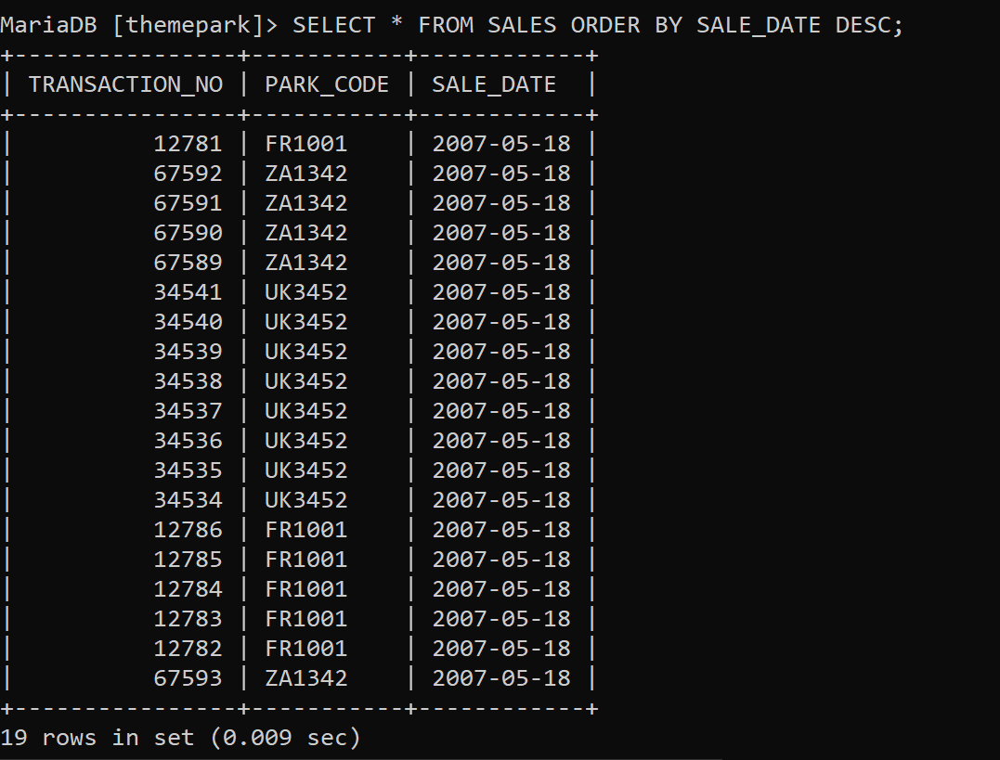 MariaDB [themepark]> SELECT * FROM SALES ORDER BY SALE_DATE DESC;
+----------------+-----------+------------+
| TRANSACTION_NO | PARK_CODE | SALE_DATE  |
+----------------+-----------+------------+
|          12781 | FR1001    | 2007-05-18 |
|          67592 | ZA1342    | 2007-05-18 |
|          67591 | ZA1342    | 2007-05-18 |
|          67590 | ZA1342    | 2007-05-18 |
|          67589 | ZA1342    | 2007-05-18 |
|          34541 | UK3452    | 2007-05-18 |
|          34540 | UK3452    | 2007-05-18 |
|          34539 | UK3452    | 2007-05-18 |
|          34538 | UK3452    | 2007-05-18 |
|          34537 | UK3452    | 2007-05-18 |
|          34536 | UK3452    | 2007-05-18 |
|          34535 | UK3452    | 2007-05-18 |
|          34534 | UK3452    | 2007-05-18 |
|          12786 | FR1001    | 2007-05-18 |
|          12785 | FR1001    | 2007-05-18 |
|          12784 | FR1001    | 2007-05-18 |
|          12783 | FR1001    | 2007-05-18 |
|          12782 | FR1001    | 2007-05-18 |
|          67593 | ZA1342    | 2007-05-18 |
+----------------+-----------+------------+
19 rows in set (0.009 sec)